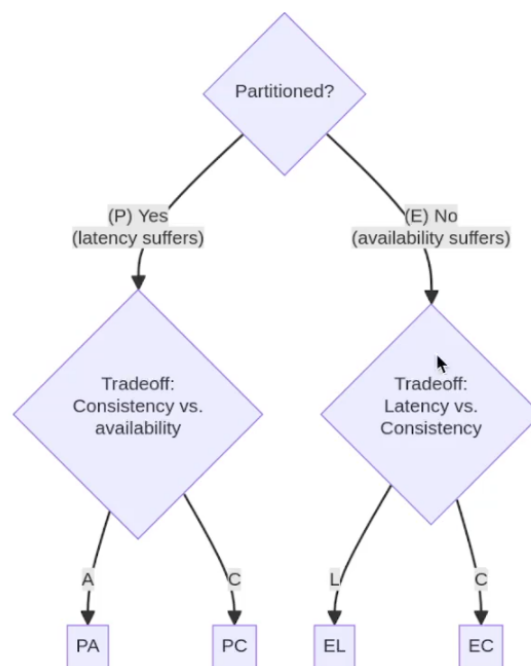 Partitioned?
(P) Yes
(latency suffers)
(E) No
(availability suffers)
Tradeoff:
Consistency vs.
availability
Tradeoff:
Latency vs.
Consistency
A
C
L
C
PA
PC
EL
EC